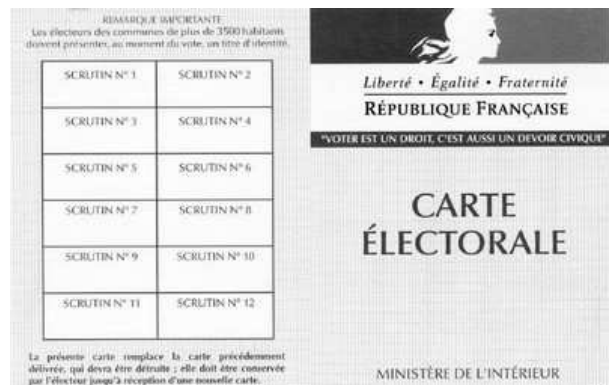 REMARQUE IMPORTANTE
Les électeurs des communes de plus de 3500 habitants
doivent présenter, au moment du vote, un titre d'identité.
SCRUTIN N° 1 SCRUTIN N° 2
SCRUTIN N° 3 SCRUTIN N° 4
SCRUTIN N° 5 SCRUTIN N° 6
SCRUTIN N° 7 SCRUTIN N° 8
SCRUTIN N° 9 SCRUTIN N° 10
SCRUTIN N° 11 SCRUTIN N° 12
La présente carte remplace la carte précédemment
délivrée, qui devra être détruite ; elle doit être conservée
par l'électeur jusqu'à réception d'une nouvelle carte.
Liberté • Égalité • Fraternité
RÉPUBLIQUE FRANÇAISE
"VOTER EST UN DROIT, C'EST AUSSI UN DEVOIR CIVIQUE"
CARTE
ÉLECTORALE
MINISTÈRE DE L'INTÉRIEUR